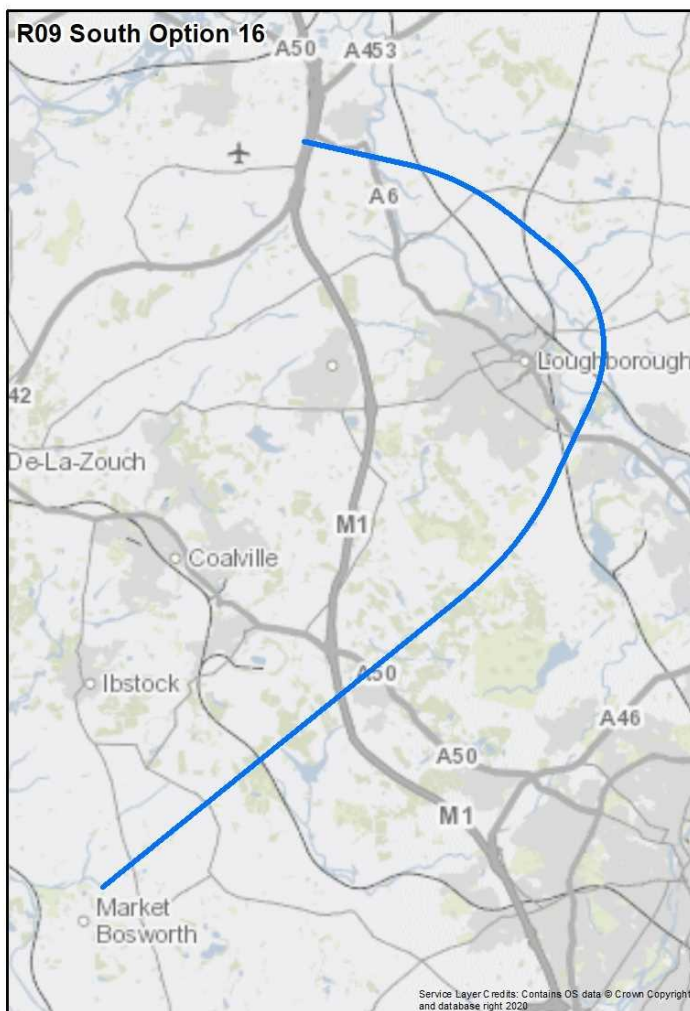 R09 South Option 16
A50
A453
A6
Loughborough
42
De-La-Zouch
M1
Coalville
A50
Ibstock
A46
A50
M1
Market
Bosworth
Service Layer Credits: Contains OS data © Crown Copyright
and database right 2020